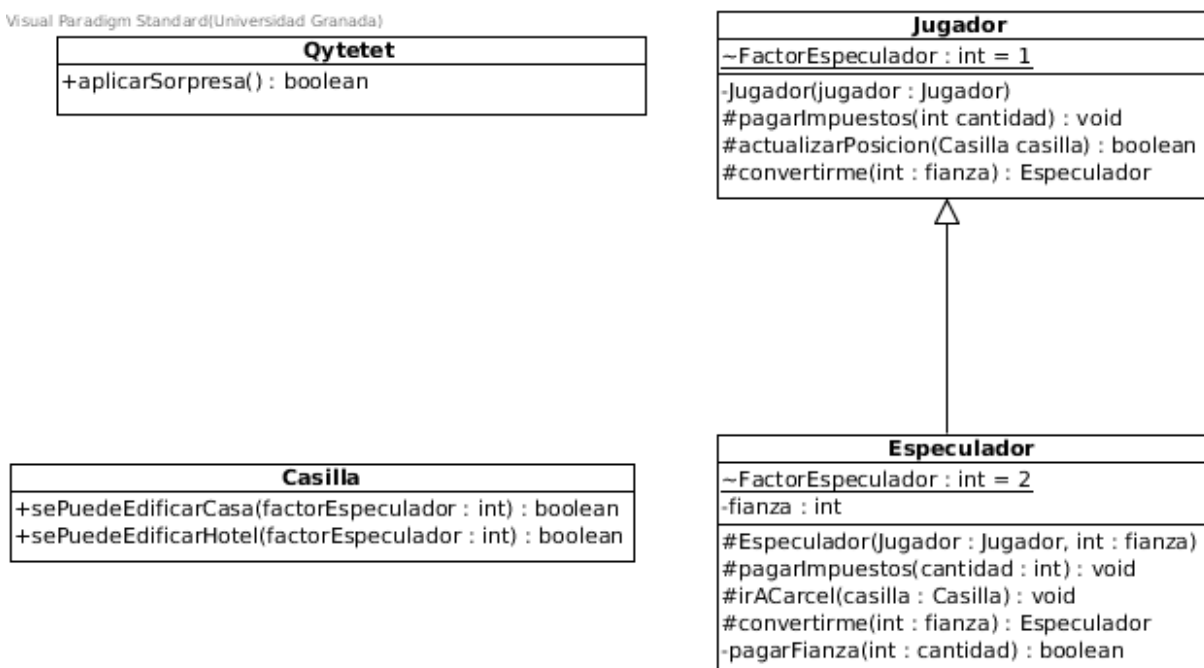 Visual Paradigm Standard(Universidad Granada)
Qytetet
+aplicarSorpresa() : boolean
Jugador
~FactorEspeculador : int = 1
-Jugador(jugador : Jugador)
#pagarImpuestos(int cantidad) : void
#actualizarPosicion(Casilla casilla) : boolean
#convertirme(int : fianza) : Especulador
Casilla
+sePuedeEdificarCasa(factorEspeculador : int) : boolean
+sePuedeEdificarHotel(factorEspeculador : int) : boolean
Especulador
~FactorEspeculador : int = 2
-fianza : int
#Especulador(Jugador : Jugador, int : fianza)
#pagarImpuestos(cantidad : int) : void
#irACarcel(casilla : Casilla) : void
#convertirme(int : fianza) : Especulador
-pagarFianza(int : cantidad) : boolean